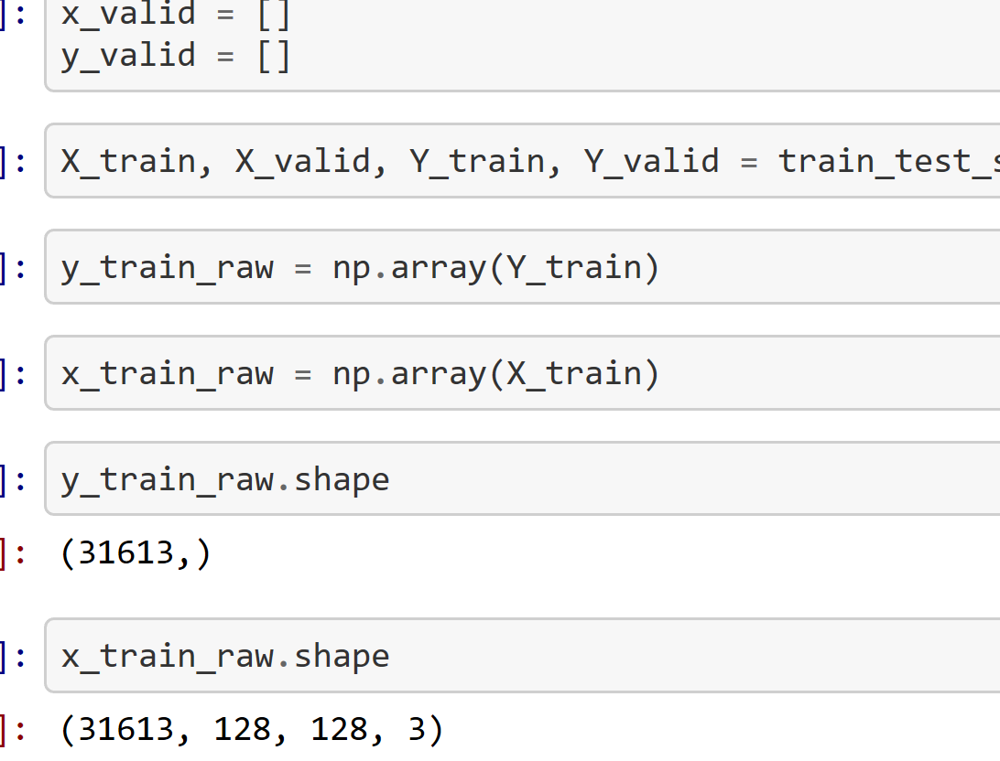 ]: x_valid = []
y_valid = []
]: X_train, X_valid, Y_train, Y_valid = train_test_s
]: y_train_raw = np.array(Y_train)
]: x_train_raw = np.array(X_train)
]: y_train_raw.shape
]: (31613,)
]: x_train_raw.shape
]: (31613, 128, 128, 3)